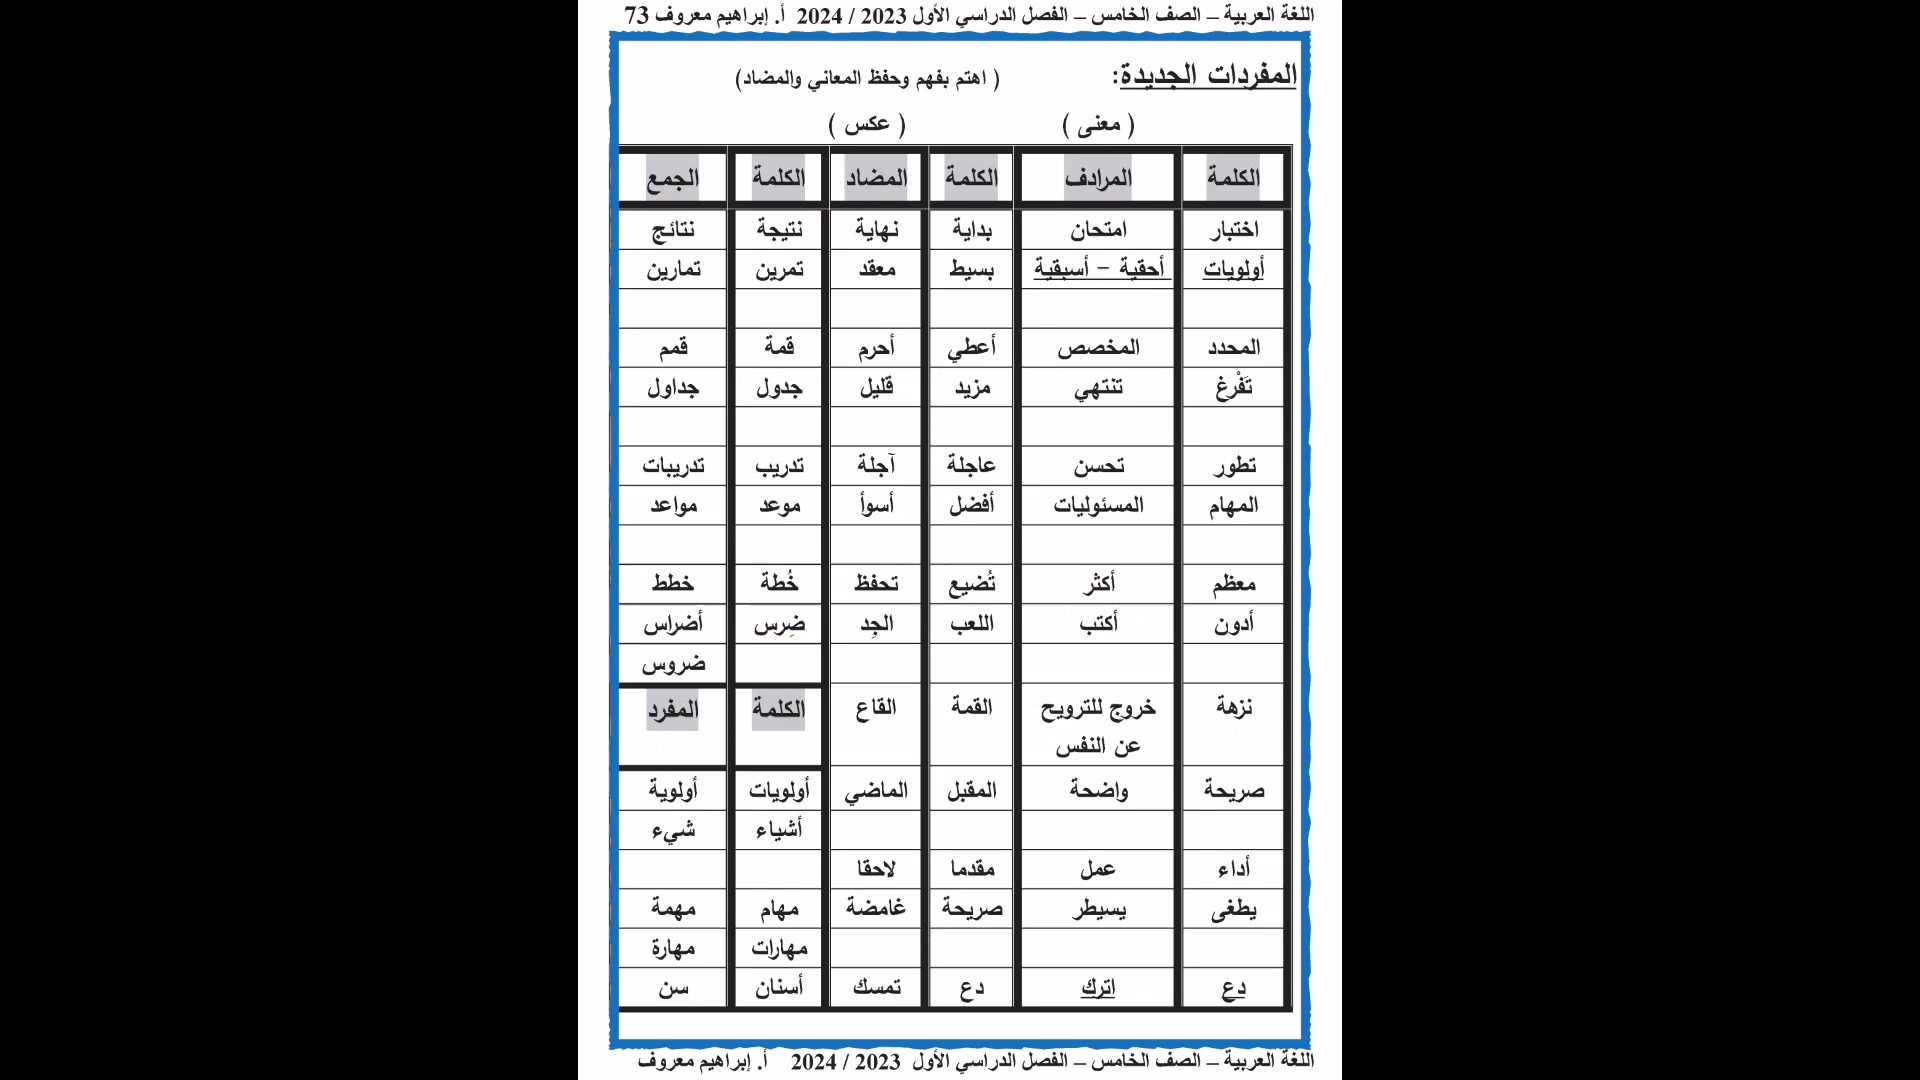 اللغة العربية – الصف الخامس – الفصل الدراسي الأول 2023 / 2024 أ. إبراهيم معروف 73
المفردات الجديدة: ( اهتم بفهم وحفظ المعاني والمضاد)
( معنى ) ( عكس )
الكلمة المرادف الكلمة المضاد الكلمة الجمع
اختبار امتحان بداية نهاية نتيجة نتائج
أولويات أحقية – أسبقية بسيط معقد تمرين تمارين
المحدد المخصص أعطي أحرم قمة قمم
تَفْرغ تنتهي مزيد قليل جدول جداول
تطور تحسن عاجلة آجلة تدريب تدريبات
المهام المسئوليات أفضل أسوأ موعد مواعد
معظم أكثر تُضيع تحفظ خُطة خطط
أدون أكتب اللعب الجِد ضِرس أضراس
ضروس
نزهة خروج للترويح القمة القاع الكلمة المفرد
عن النفس
صريحة واضحة المقبل الماضي أولويات أولوية
أشياء شيء
أداء عمل مقدما لاحقا
يطغى يسيطر صريحة غامضة مهام مهمة
مهارات مهارة
دع اترك دع تمسك أسنان سن
اللغة العربية – الصف الخامس – الفصل الدراسي الأول 2023 / 2024 أ. إبراهيم معروف